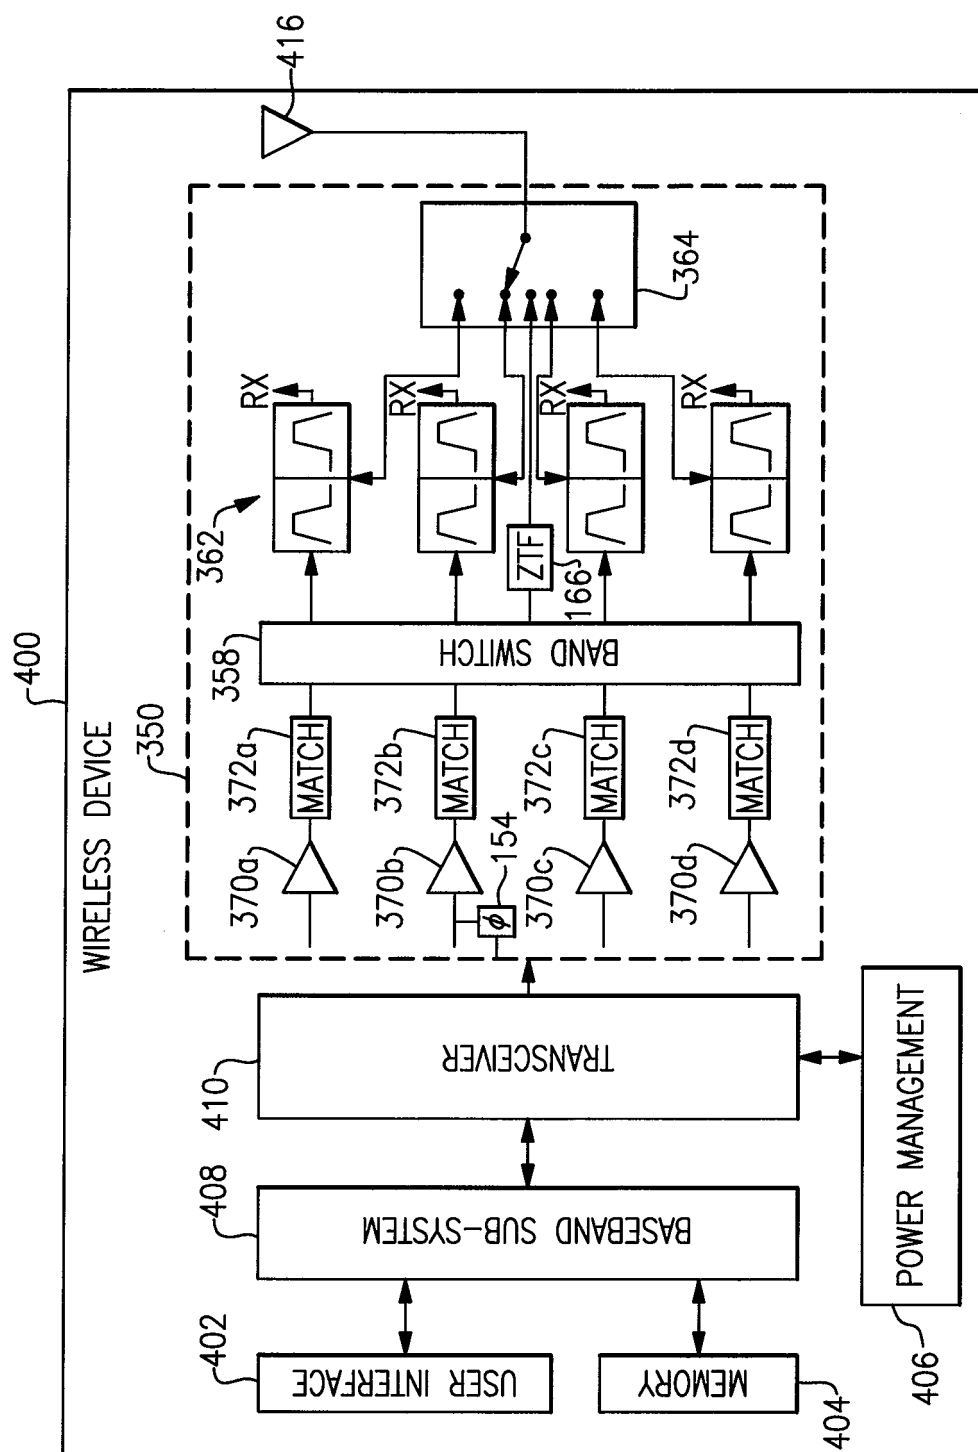 400
WIRELESS DEVICE
416
350
362
RX
RX
RX
RX
364
358
BAND SWITCH
ZTF
166
372a
MATCH
372b
MATCH
372c
MATCH
372d
MATCH
370a
370b
370c
370d
ϕ
154
410
TRANSCEIVER
408
BASEBAND SUB-SYSTEM
402
USER INTERFACE
MEMORY
404
POWER MANAGEMENT
406